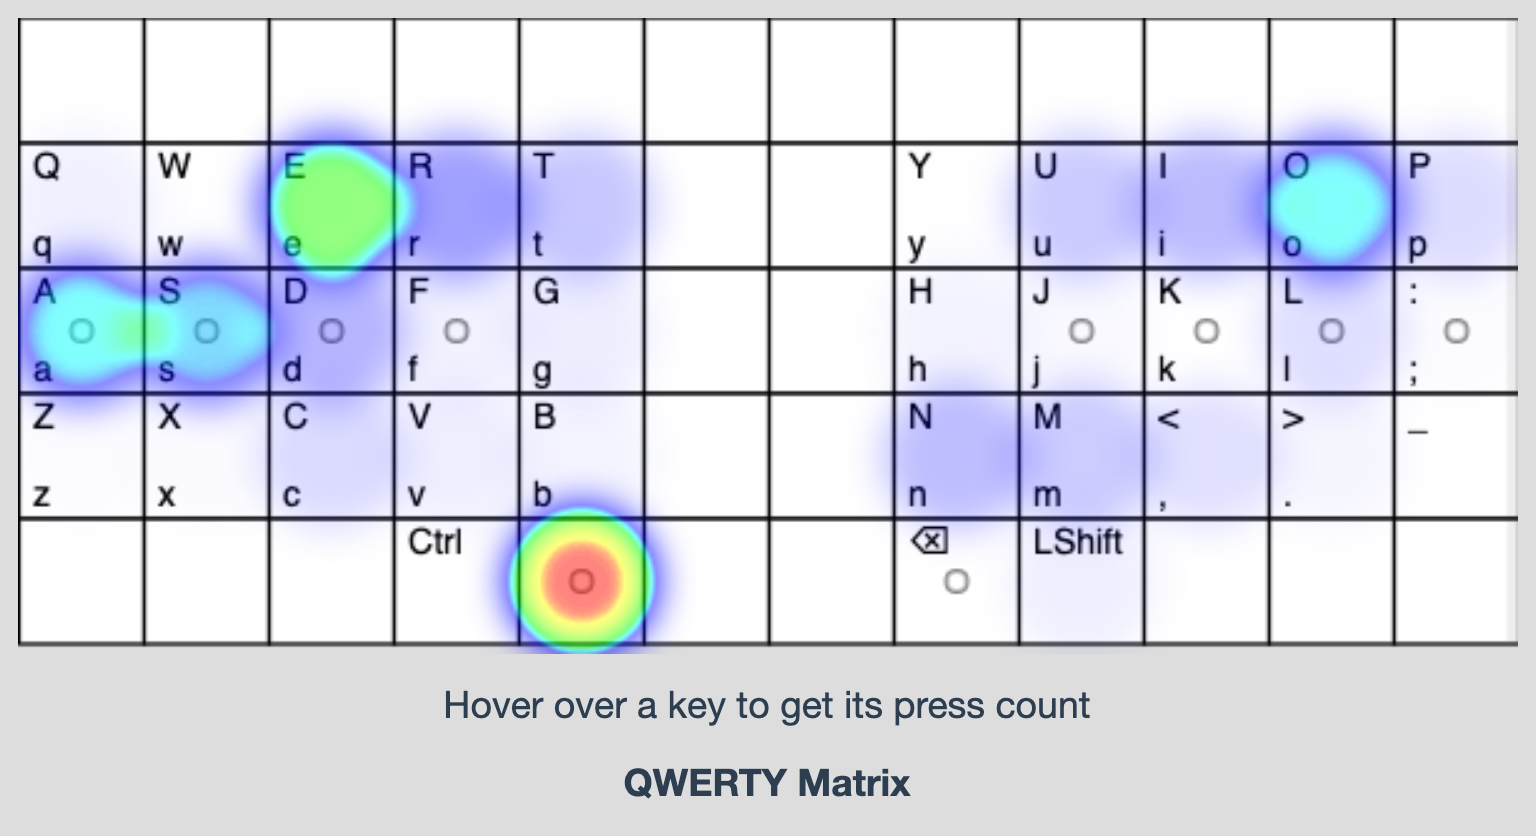 Q W E R T Y U I O P
q w e r t y u i o p
A S D F G H J K L :
a s d f g h j k l ;
Z X C V B N M < > _
z x c v b n m , .
Ctrl ⌫ LShift
Hover over a key to get its press count
QWERTY Matrix